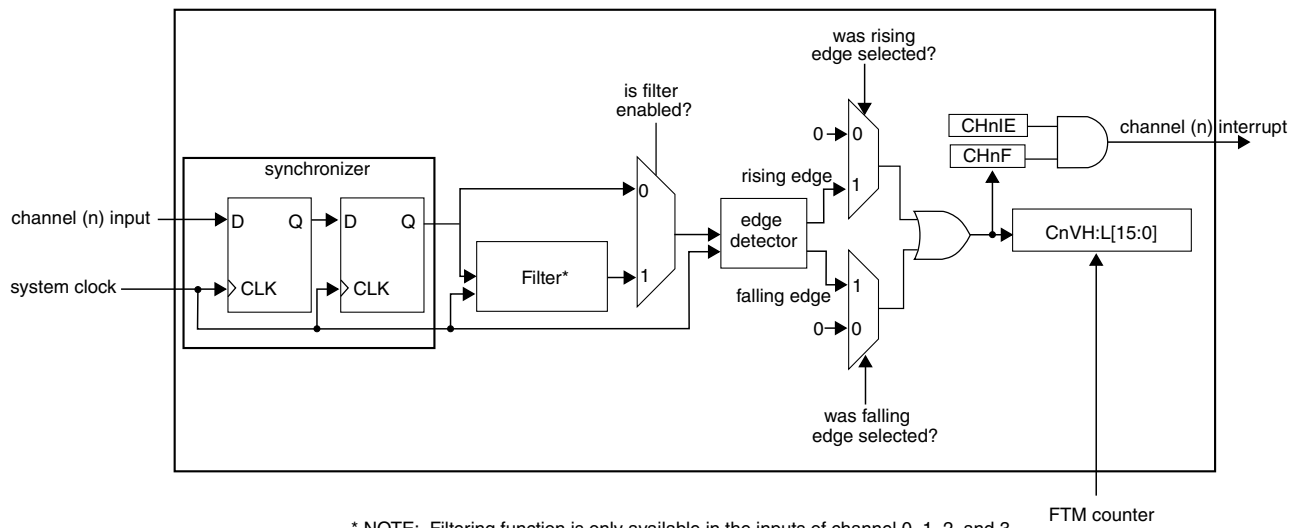 was rising
edge selected?
is filter
enabled?
0
0
CHnIE
CHnF
channel (n) interrupt
synchronizer
rising edge
1
channel (n) input
D
Q
D
Q
0
edge
detector
CnVH:L[15:0]
system clock
CLK
CLK
Filter*
1
falling edge
1
0
0
was falling
edge selected?
FTM counter
* NOTE: Filtering function is only available in the inputs of channel 0, 1, 2, and 3